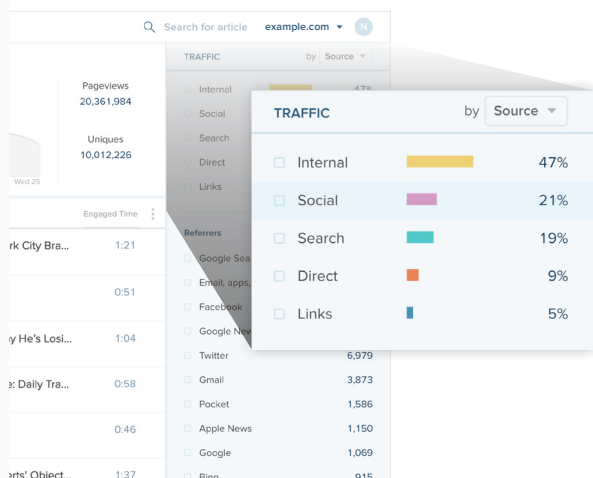 Search for article example.com N
TRAFFIC by Source
Pageviews
20,361,984
Uniques
10,012,226
Wed 25
Engaged Time
Internal 47%
Social
Search
Direct
Links
TRAFFIC by Source
Internal 47%
Social 21%
Search 19%
Direct 9%
Links 5%
rk City Bra... 1:21
0:51
y He's Losi... 1:04
e: Daily Tra... 0:58
0:46
erts' Object... 1:37
Referrers
Google Sea
Email, apps,
Facebook
Google New
Twitter 6,979
Gmail 3,873
Pocket 1,586
Apple News 1,150
Google 1,069
Bing 915